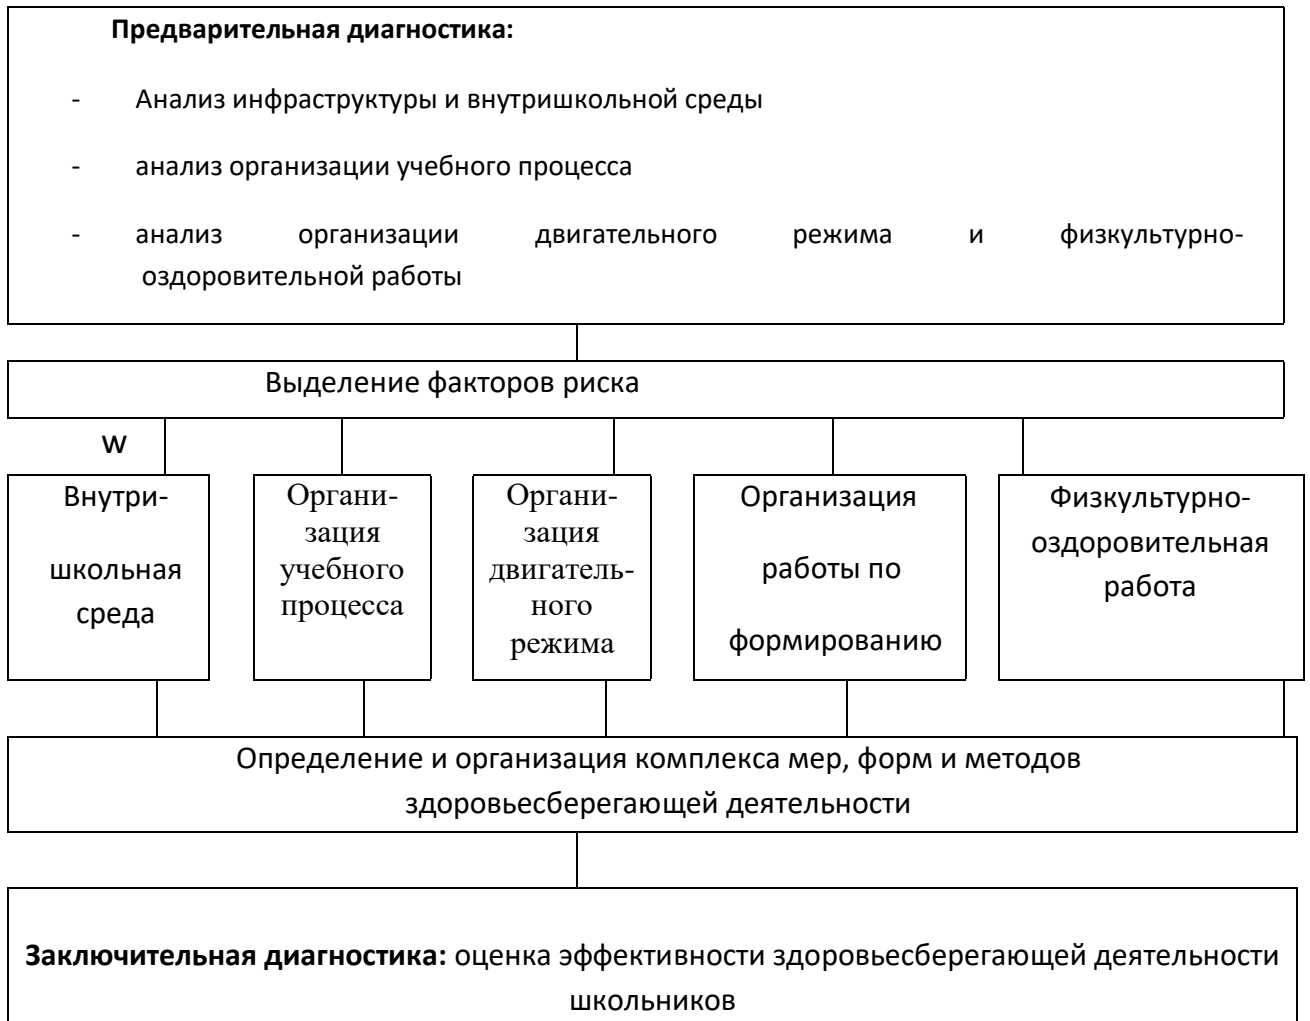 Предварительная диагностика:
- Анализ инфраструктуры и внутришкольной среды
- анализ организации учебного процесса
- анализ организации двигательного режима и физкультурно-
оздоровительной работы
Выделение факторов риска
w
Внутри-
школьная
среда
Органи-
зация
учебного
процесса
Органи-
зация
двигатель-
ного
режима
Организация
работы по
формированию
Физкультурно-
оздоровительная
работа
Определение и организация комплекса мер, форм и методов
здоровьесберегающей деятельности
Заключительная диагностика: оценка эффективности здоровьесберегающей деятельности
школьников